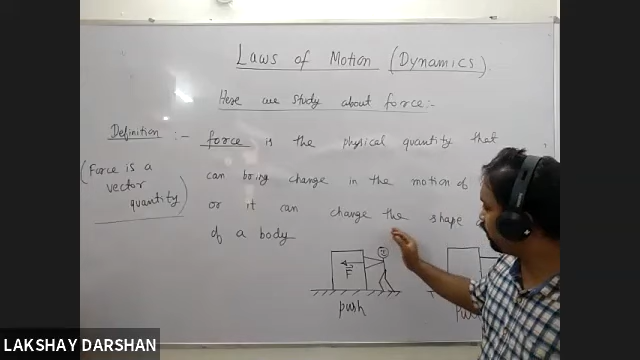 Laws of Motion (Dynamics)
Here we study about force:-
Definition :- force is the physical quantity that
(Force is a vector quantity)
can bring change in the motion of
or it can change the shape
of a body
F
push
LAKSHAY DARSHAN